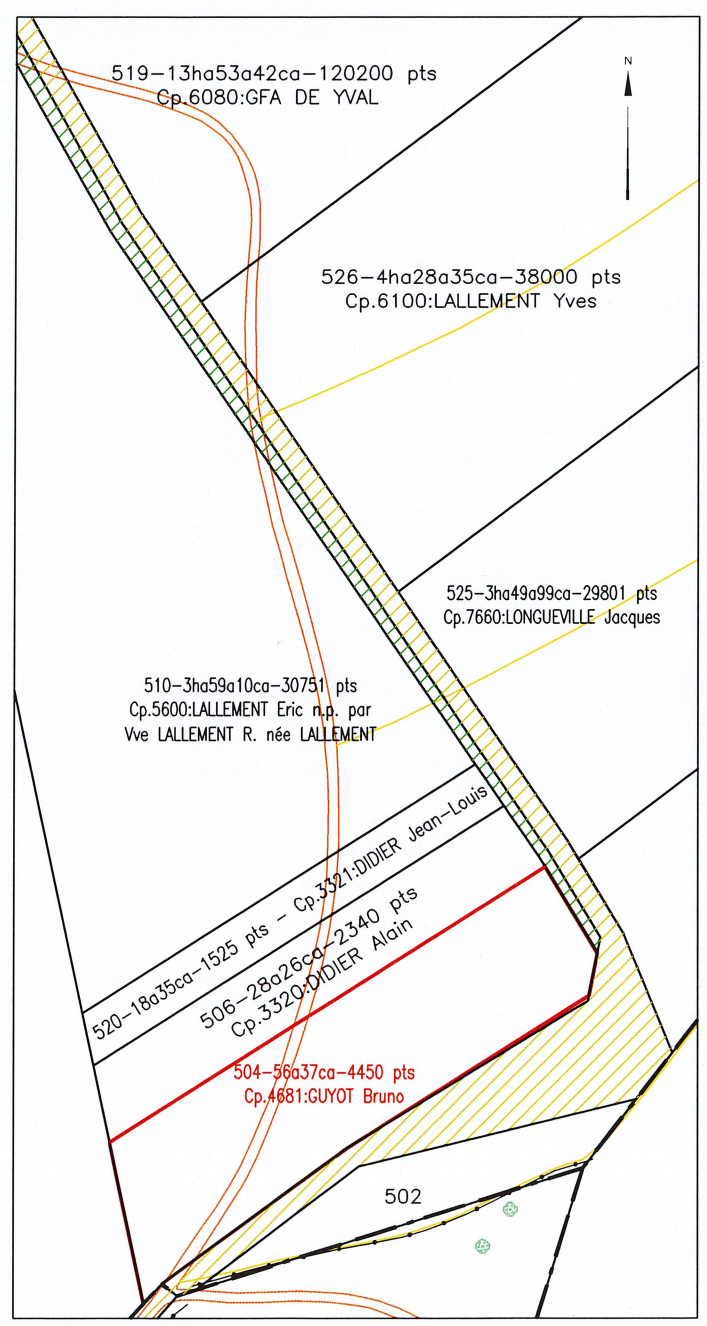 519-13ha53a42ca-120200 pts
Cp.6080:GFA DE YVAL
N
526-4ha28a35ca-38000 pts
Cp.6100:LALLEMENT Yves
525-3ha49a99ca-29801 pts
Cp.7660:LONGUEVILLE Jacques
510-3ha59a10ca-30751 pts
Cp.5600:LALLEMENT Eric n.p. par
Vve LALLEMENT R. née LALLEMENT
520-18a35ca-1525 pts - Cp.3321:DIDIER Jean-Louis
506-28a26ca-2340 pts
Cp.3320:DIDIER Alain
504-56a37ca-4450 pts
Cp.4681:GUYOT Bruno
502